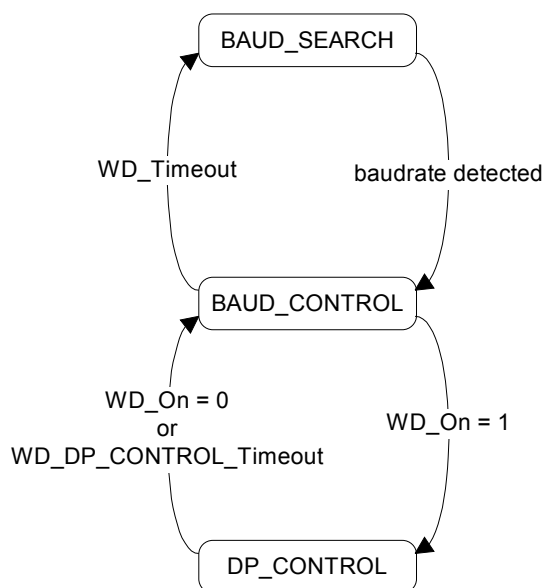 BAUD_SEARCH
WD_Timeout
baudrate detected
BAUD_CONTROL
WD_On = 0
or
WD_DP_CONTROL_Timeout
WD_On = 1
DP_CONTROL